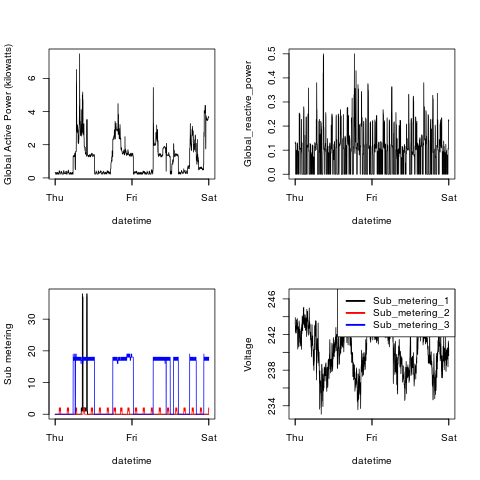 Global Active Power (kilowatts)
0 2 4 6
Thu Fri Sat
datetime
Global_reactive_power
0.0 0.1 0.2 0.3 0.4 0.5
Thu Fri Sat
datetime
Sub metering
0 10 20 30
Thu Fri Sat
datetime
Voltage
234 238 242 246
Sub_metering_1
Sub_metering_2
Sub_metering_3
Thu Fri Sat
datetime